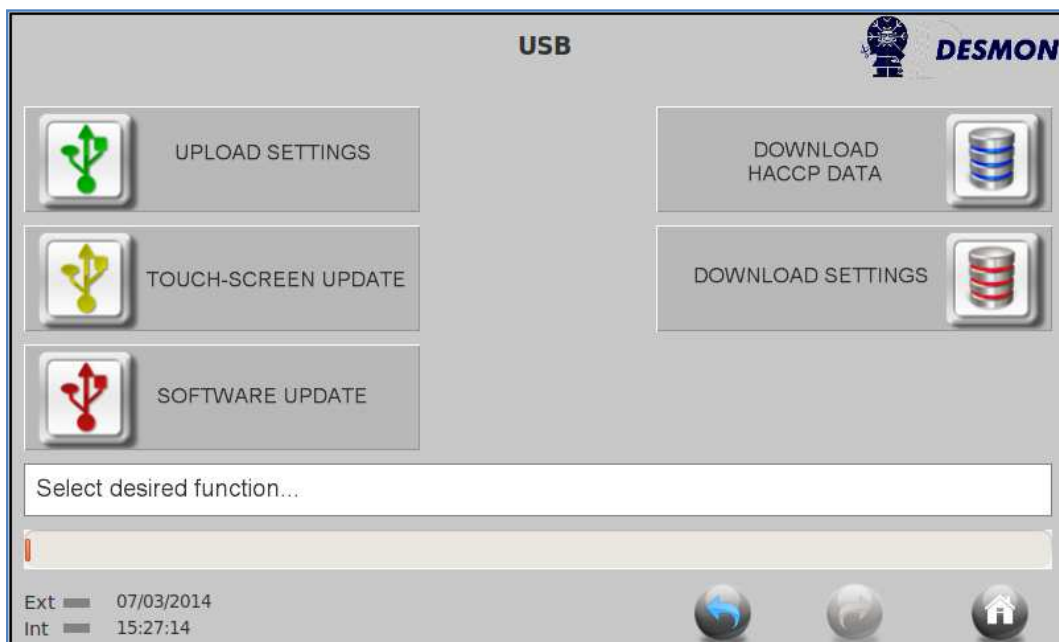 USB
DESMON
UPLOAD SETTINGS
DOWNLOAD
HACCP DATA
TOUCH-SCREEN UPDATE
DOWNLOAD SETTINGS
SOFTWARE UPDATE
Select desired function...
Ext 07/03/2014
Int 15:27:14